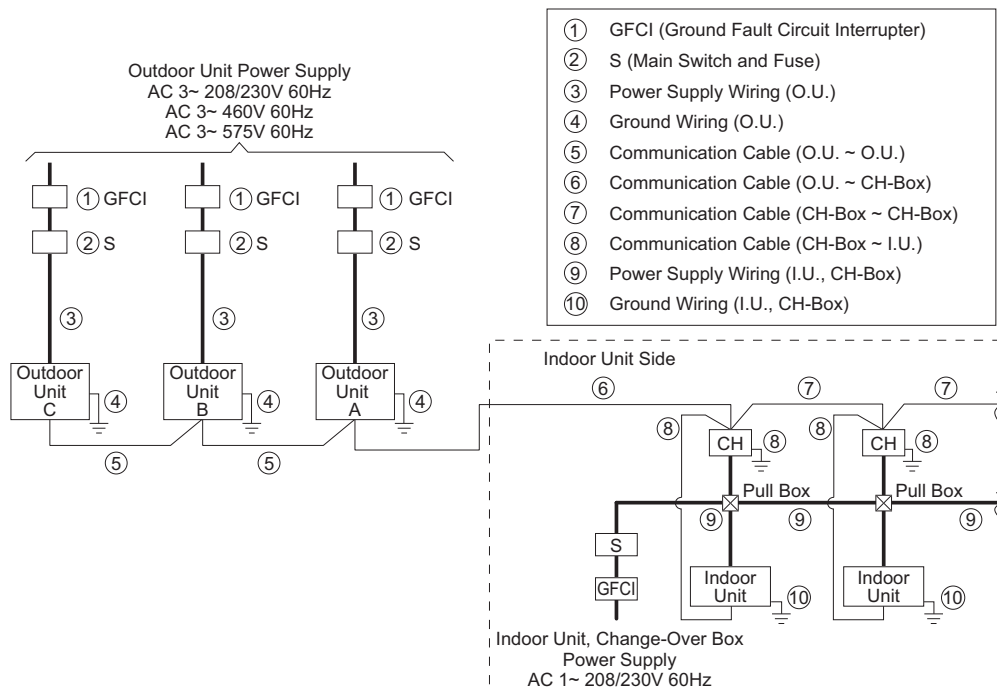 ① GFCI (Ground Fault Circuit Interrupter)
② S (Main Switch and Fuse)
③ Power Supply Wiring (O.U.)
④ Ground Wiring (O.U.)
⑤ Communication Cable (O.U. ~ O.U.)
⑥ Communication Cable (O.U. ~ CH-Box)
⑦ Communication Cable (CH-Box ~ CH-Box)
⑧ Communication Cable (CH-Box ~ I.U.)
⑨ Power Supply Wiring (I.U., CH-Box)
⑩ Ground Wiring (I.U., CH-Box)
Outdoor Unit Power Supply
AC 3~ 208/230V 60Hz
AC 3~ 460V 60Hz
AC 3~ 575V 60Hz
① GFCI ① GFCI ① GFCI
② S ② S ② S
③ ③ ③
Outdoor
Unit
C
④
Outdoor
Unit
B
④
Outdoor
Unit
A
④
⑤ ⑤
Indoor Unit Side
⑥ ⑦ ⑦
⑧ CH ⑧ ⑧ CH ⑧
Pull Box Pull Box
⑨ ⑨ ⑨
S
GFCI
Indoor
Unit
⑩
Indoor
Unit
⑩
Indoor Unit, Change-Over Box
Power Supply
AC 1~ 208/230V 60Hz